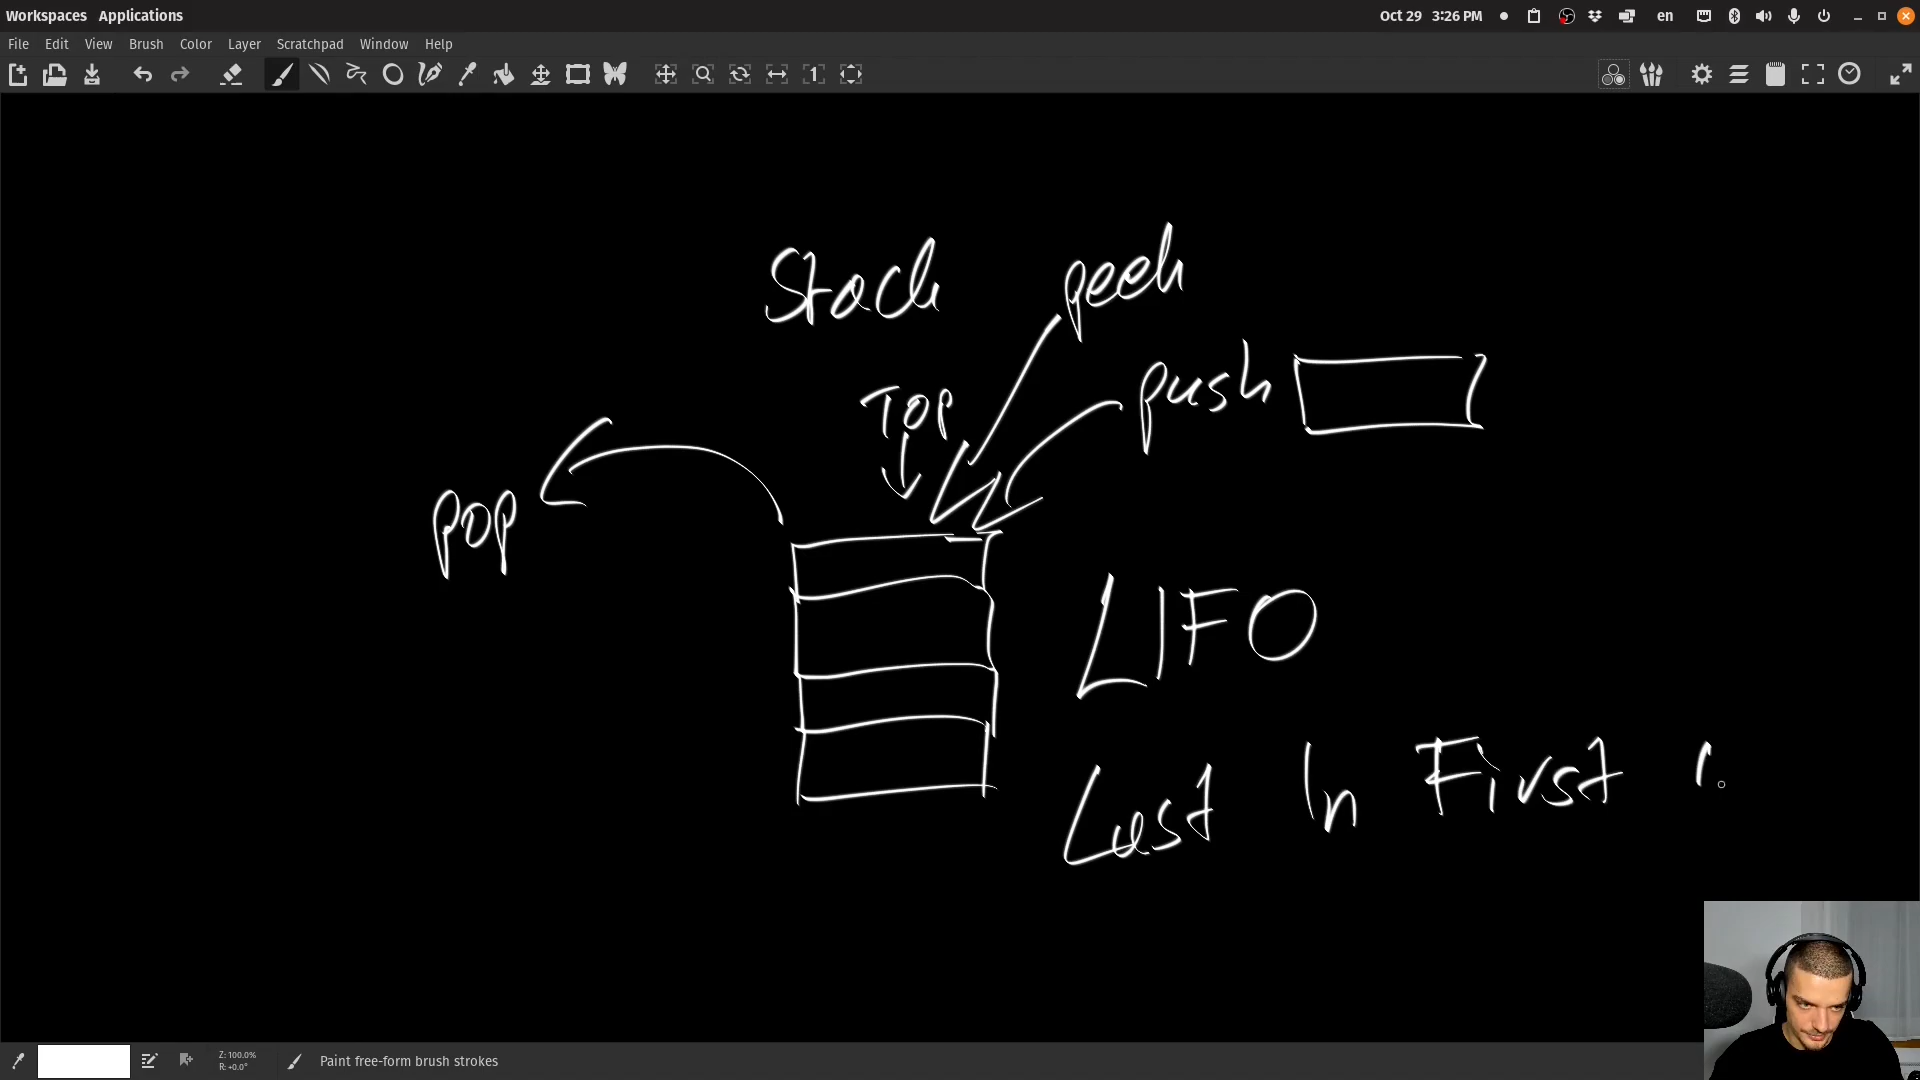 Workspaces Applications Oct 29 3:26 PM en
File Edit View Brush Color Layer Scratchpad Window Help
Stack peek
TOP push
pop
LIFO
Last In First
Z: 100.0%
R: +0.0°
Paint free-form brush strokes